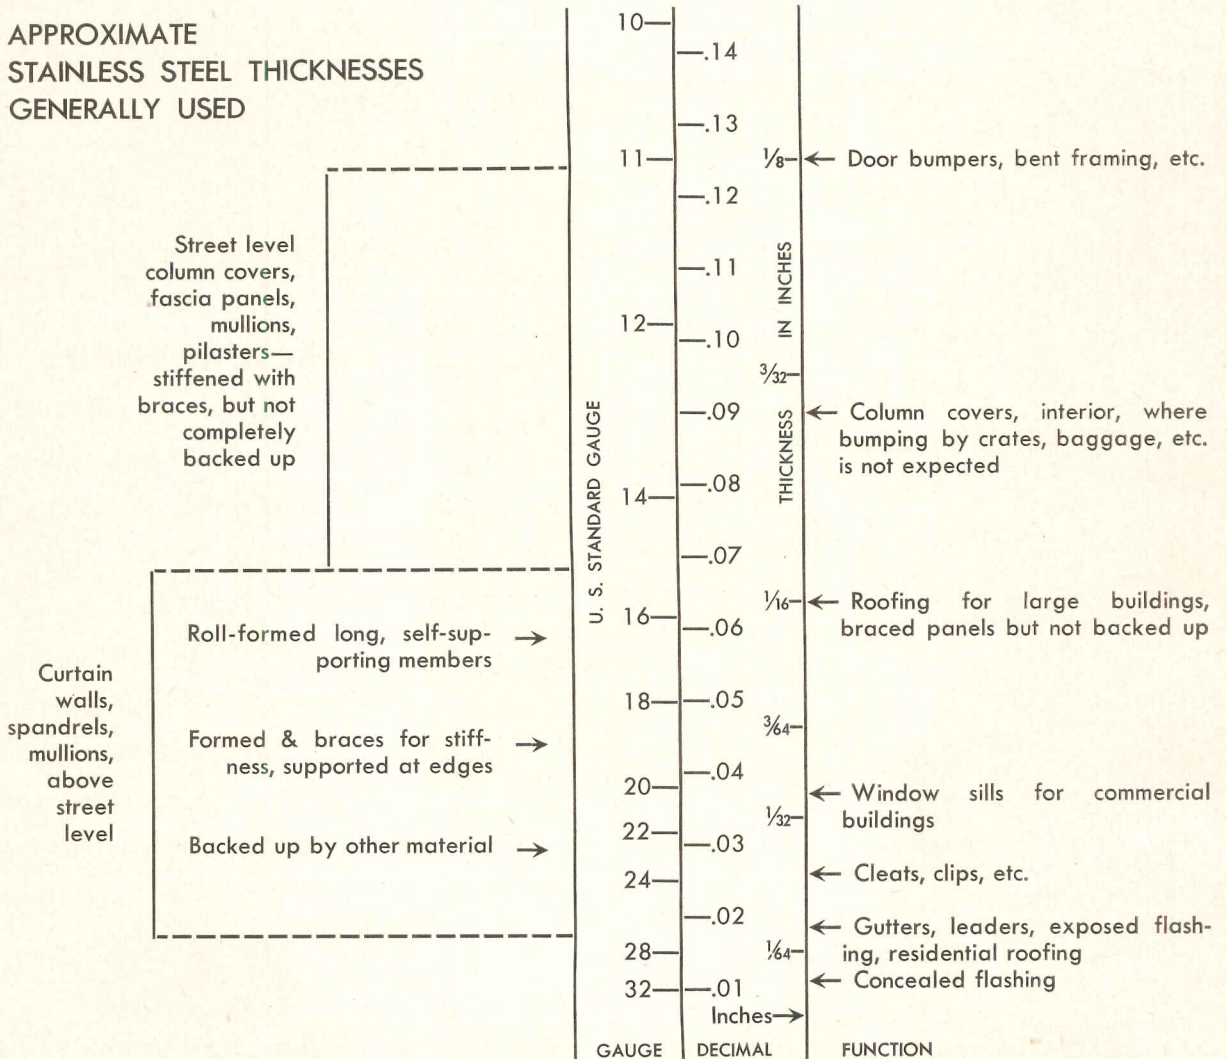 APPROXIMATE
STAINLESS STEEL THICKNESSES
GENERALLY USED
Street level
column covers,
fascia panels,
mullions,
pilasters—
stiffened with
braces, but not
completely
backed up
Curtain
walls,
spandrels,
mullions,
above
street
level
Roll-formed long, self-sup-
porting members
Formed & braces for stiff-
ness, supported at edges
Backed up by other material
U. S. STANDARD GAUGE
10
11
12
14
16
18
20
22
24
28
32
GAUGE
.14
.13
.12
.11
.10
.09
.08
.07
.06
.05
.04
.03
.02
.01
Inches
DECIMAL
THICKNESS IN INCHES
1/8
3/32
1/16
3/64
1/32
1/64
Door bumpers, bent framing, etc.
Column covers, interior, where
bumping by crates, baggage, etc.
is not expected
Roofing for large buildings,
braced panels but not backed up
Window sills for commercial
buildings
Cleats, clips, etc.
Gutters, leaders, exposed flash-
ing, residential roofing
Concealed flashing
FUNCTION